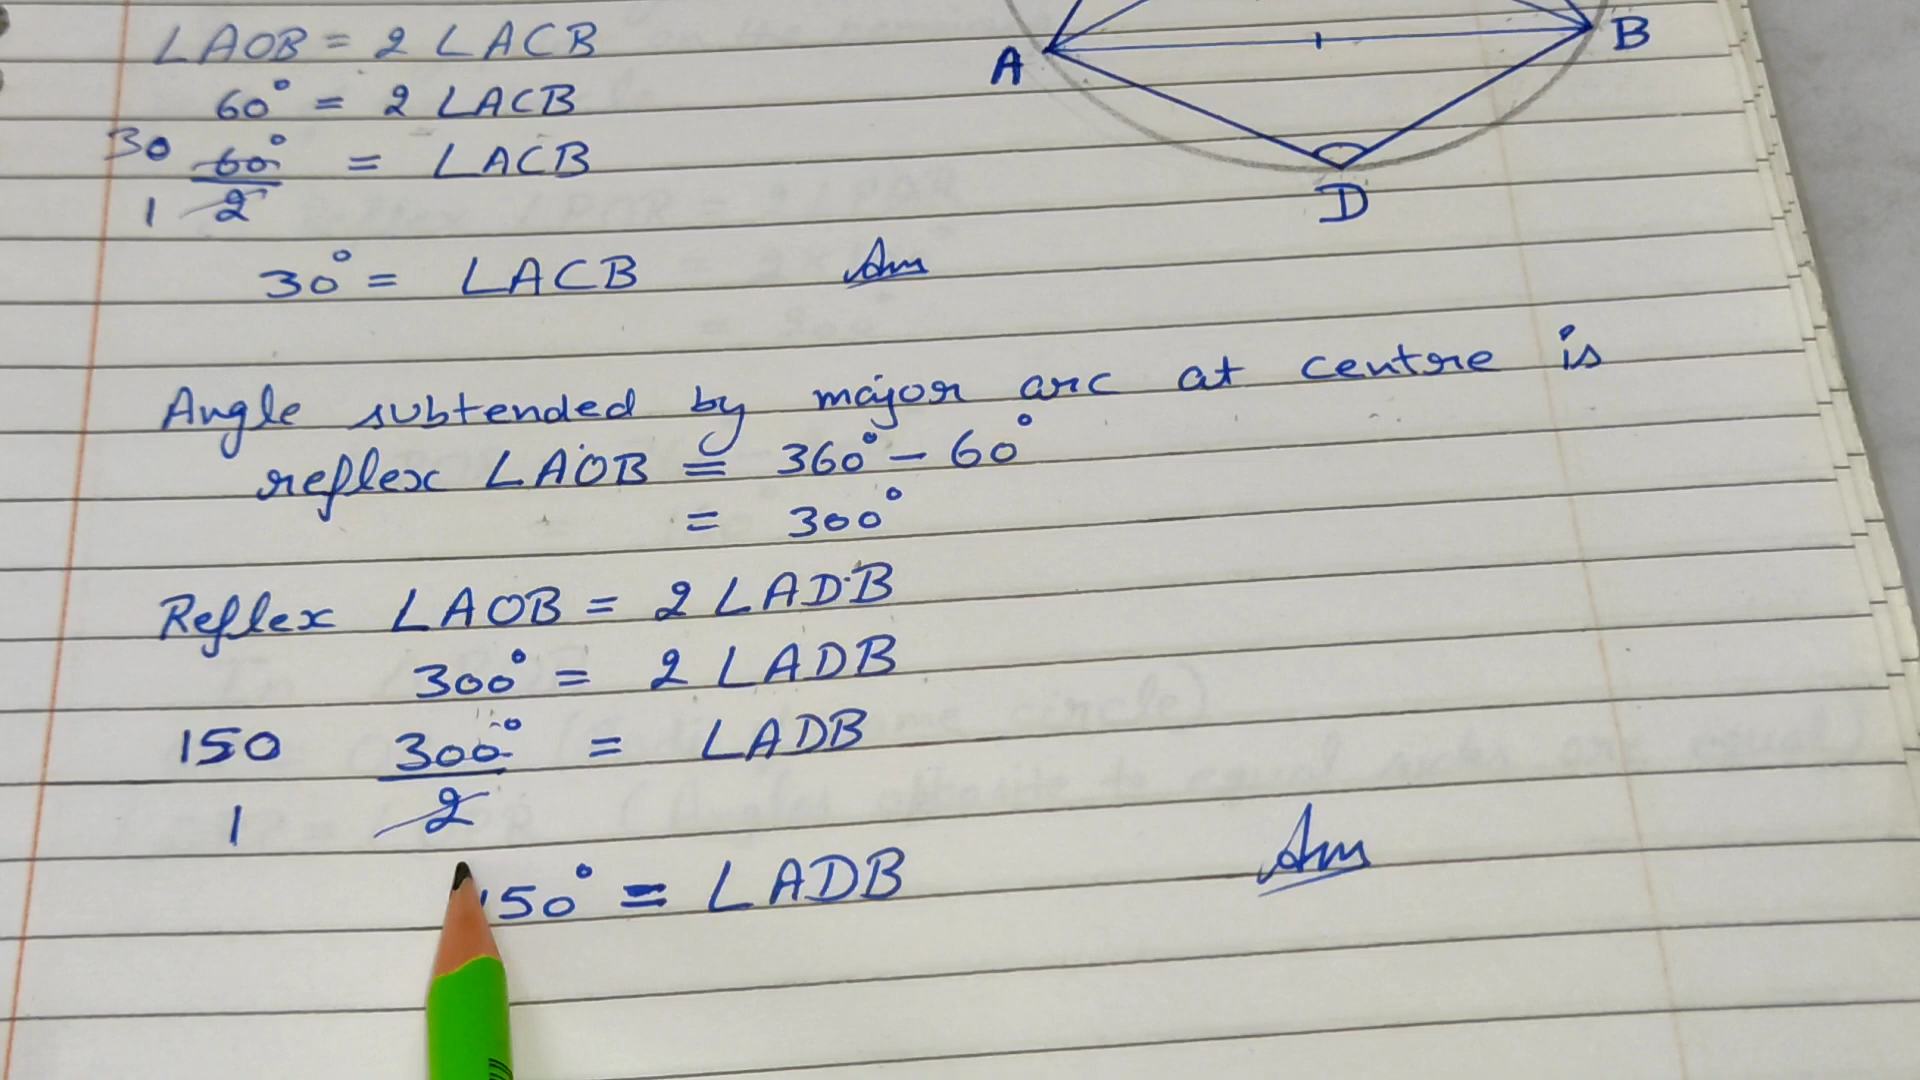 ∠AOB = 2 ∠ACB
A
B
60° = 2 ∠ACB
30 60° = ∠ACB
1 2
D
30° = ∠ACB Ans
Angle subtended by major arc at centre is
reflex ∠AOB = 360° - 60°
= 300°
Reflex ∠AOB = 2 ∠ADB
300° = 2 ∠ADB
150 300° = ∠ADB
1 2
150° = ∠ADB Ans